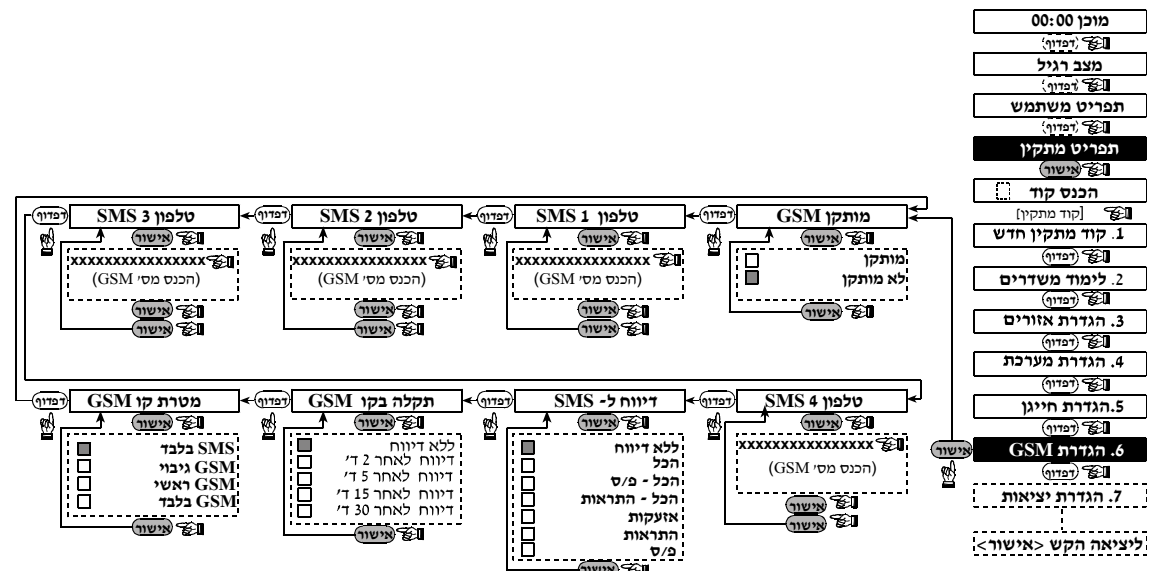 מוכן 00:00
(דפדוף)
מצב רגיל
(דפדוף)
תפריט משתמש
(דפדוף)
תפריט מתקין
אישור
הכנס קוד
[קוד מתקין]
1. קוד מתקין חדש
(דפדוף)
2. לימוד משדרים
(דפדוף)
3. הגדרת אזורים
(דפדוף)
4. הגדרת מערכת
(דפדוף)
5.הגדרת חייגן
(דפדוף)
6. הגדרת GSM
אישור
(דפדוף)
7. הגדרת יציאות
ליציאה הקש <אישור>
מותקן GSM
דפדוף
אישור
מותקן
לא מותקן
אישור
טלפון 1 SMS
דפדוף
אישור
xxxxxxxxxxxxxxxx
(הכנס מס׳ GSM)
אישור
אישור
טלפון 2 SMS
דפדוף
אישור
xxxxxxxxxxxxxxxx
(הכנס מס׳ GSM)
אישור
אישור
טלפון 3 SMS
דפדוף
אישור
xxxxxxxxxxxxxxxx
(הכנס מס׳ GSM)
אישור
אישור
טלפון 4 SMS
דפדוף
אישור
xxxxxxxxxxxxxxxx
(הכנס מס׳ GSM)
אישור
אישור
דיווח ל- SMS
דפדוף
אישור
ללא דיווח
הכל
הכל - פ/ס
הכל - התראות
אזעקות
התראות
פ/ס
אישור
תקלה בקו GSM
דפדוף
אישור
ללא דיווח
דיווח לאחר 2 ד׳
דיווח לאחר 5 ד׳
דיווח לאחר 15 ד׳
דיווח לאחר 30 ד׳
אישור
מטרת קו GSM
דפדוף
אישור
SMS בלבד
GSM גיבוי
GSM ראשי
GSM בלבד
אישור